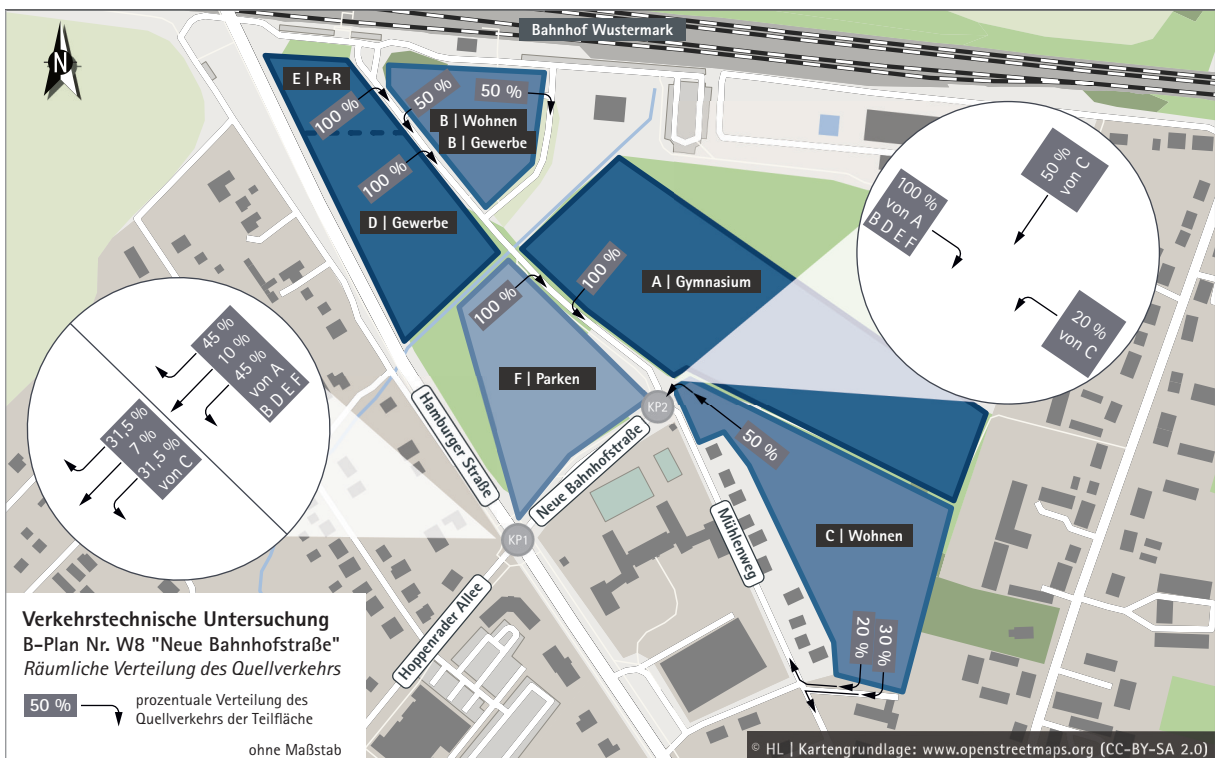 Bahnhof Wustermark
N
E | P+R
100 %
50 %
50 %
B | Wohnen
B | Gewerbe
100 %
D | Gewerbe
100 %
100 %
A | Gymnasium
F | Parken
KP2
50 %
Hamburger Straße
Neue Bahnhofstraße
KP1
Mühlenweg
C | Wohnen
Hoppenrader Allee
20 %
30 %
100 %
von A
B D E F
50 %
von C
20 %
von C
45 %
10 %
45 %
von A
B D E F
31,5 %
7 %
31,5 %
von C
Verkehrstechnische Untersuchung
B-Plan Nr. W8 "Neue Bahnhofstraße"
Räumliche Verteilung des Quellverkehrs
50 %
prozentuale Verteilung des
Quellverkehrs der Teilfläche
ohne Maßstab
© HL | Kartengrundlage: www.openstreetmaps.org (CC-BY-SA 2.0)